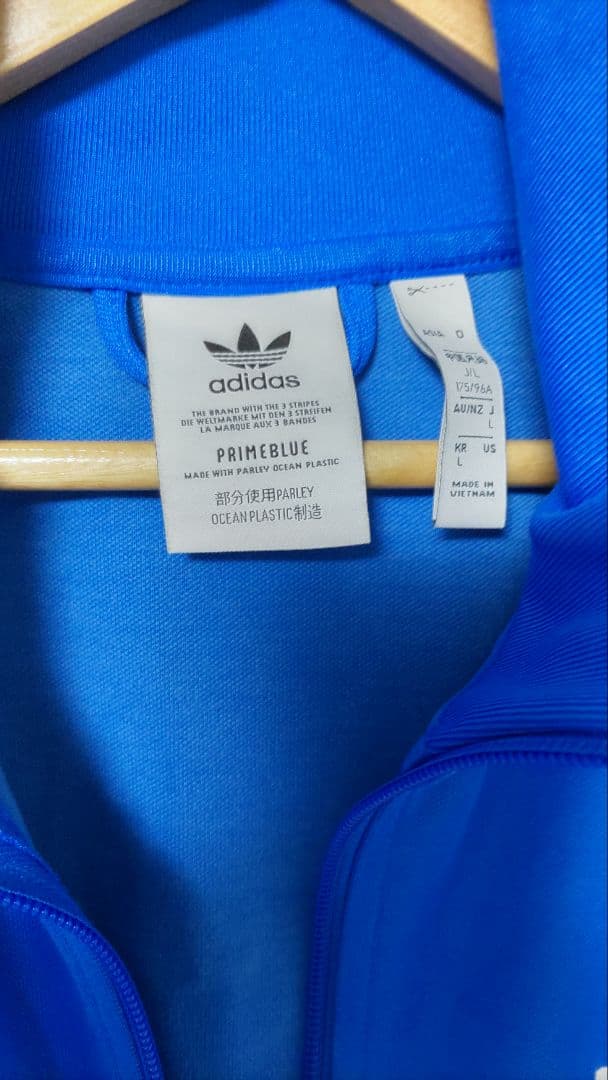 adidas
THE BRAND WITH THE 3 STRIPES
DIE WELTMARKE MIT DEN 3 STREIFEN
LA MARQUE AUX 3 BANDES
PRIMEBLUE
MADE WITH PARLEY OCEAN PLASTIC
部分使用PARLEY
OCEAN PLASTIC制造
ASIA O
J/L
175/96A
AU/NZ J
L
KR US
L
MADE IN
VIETNAM